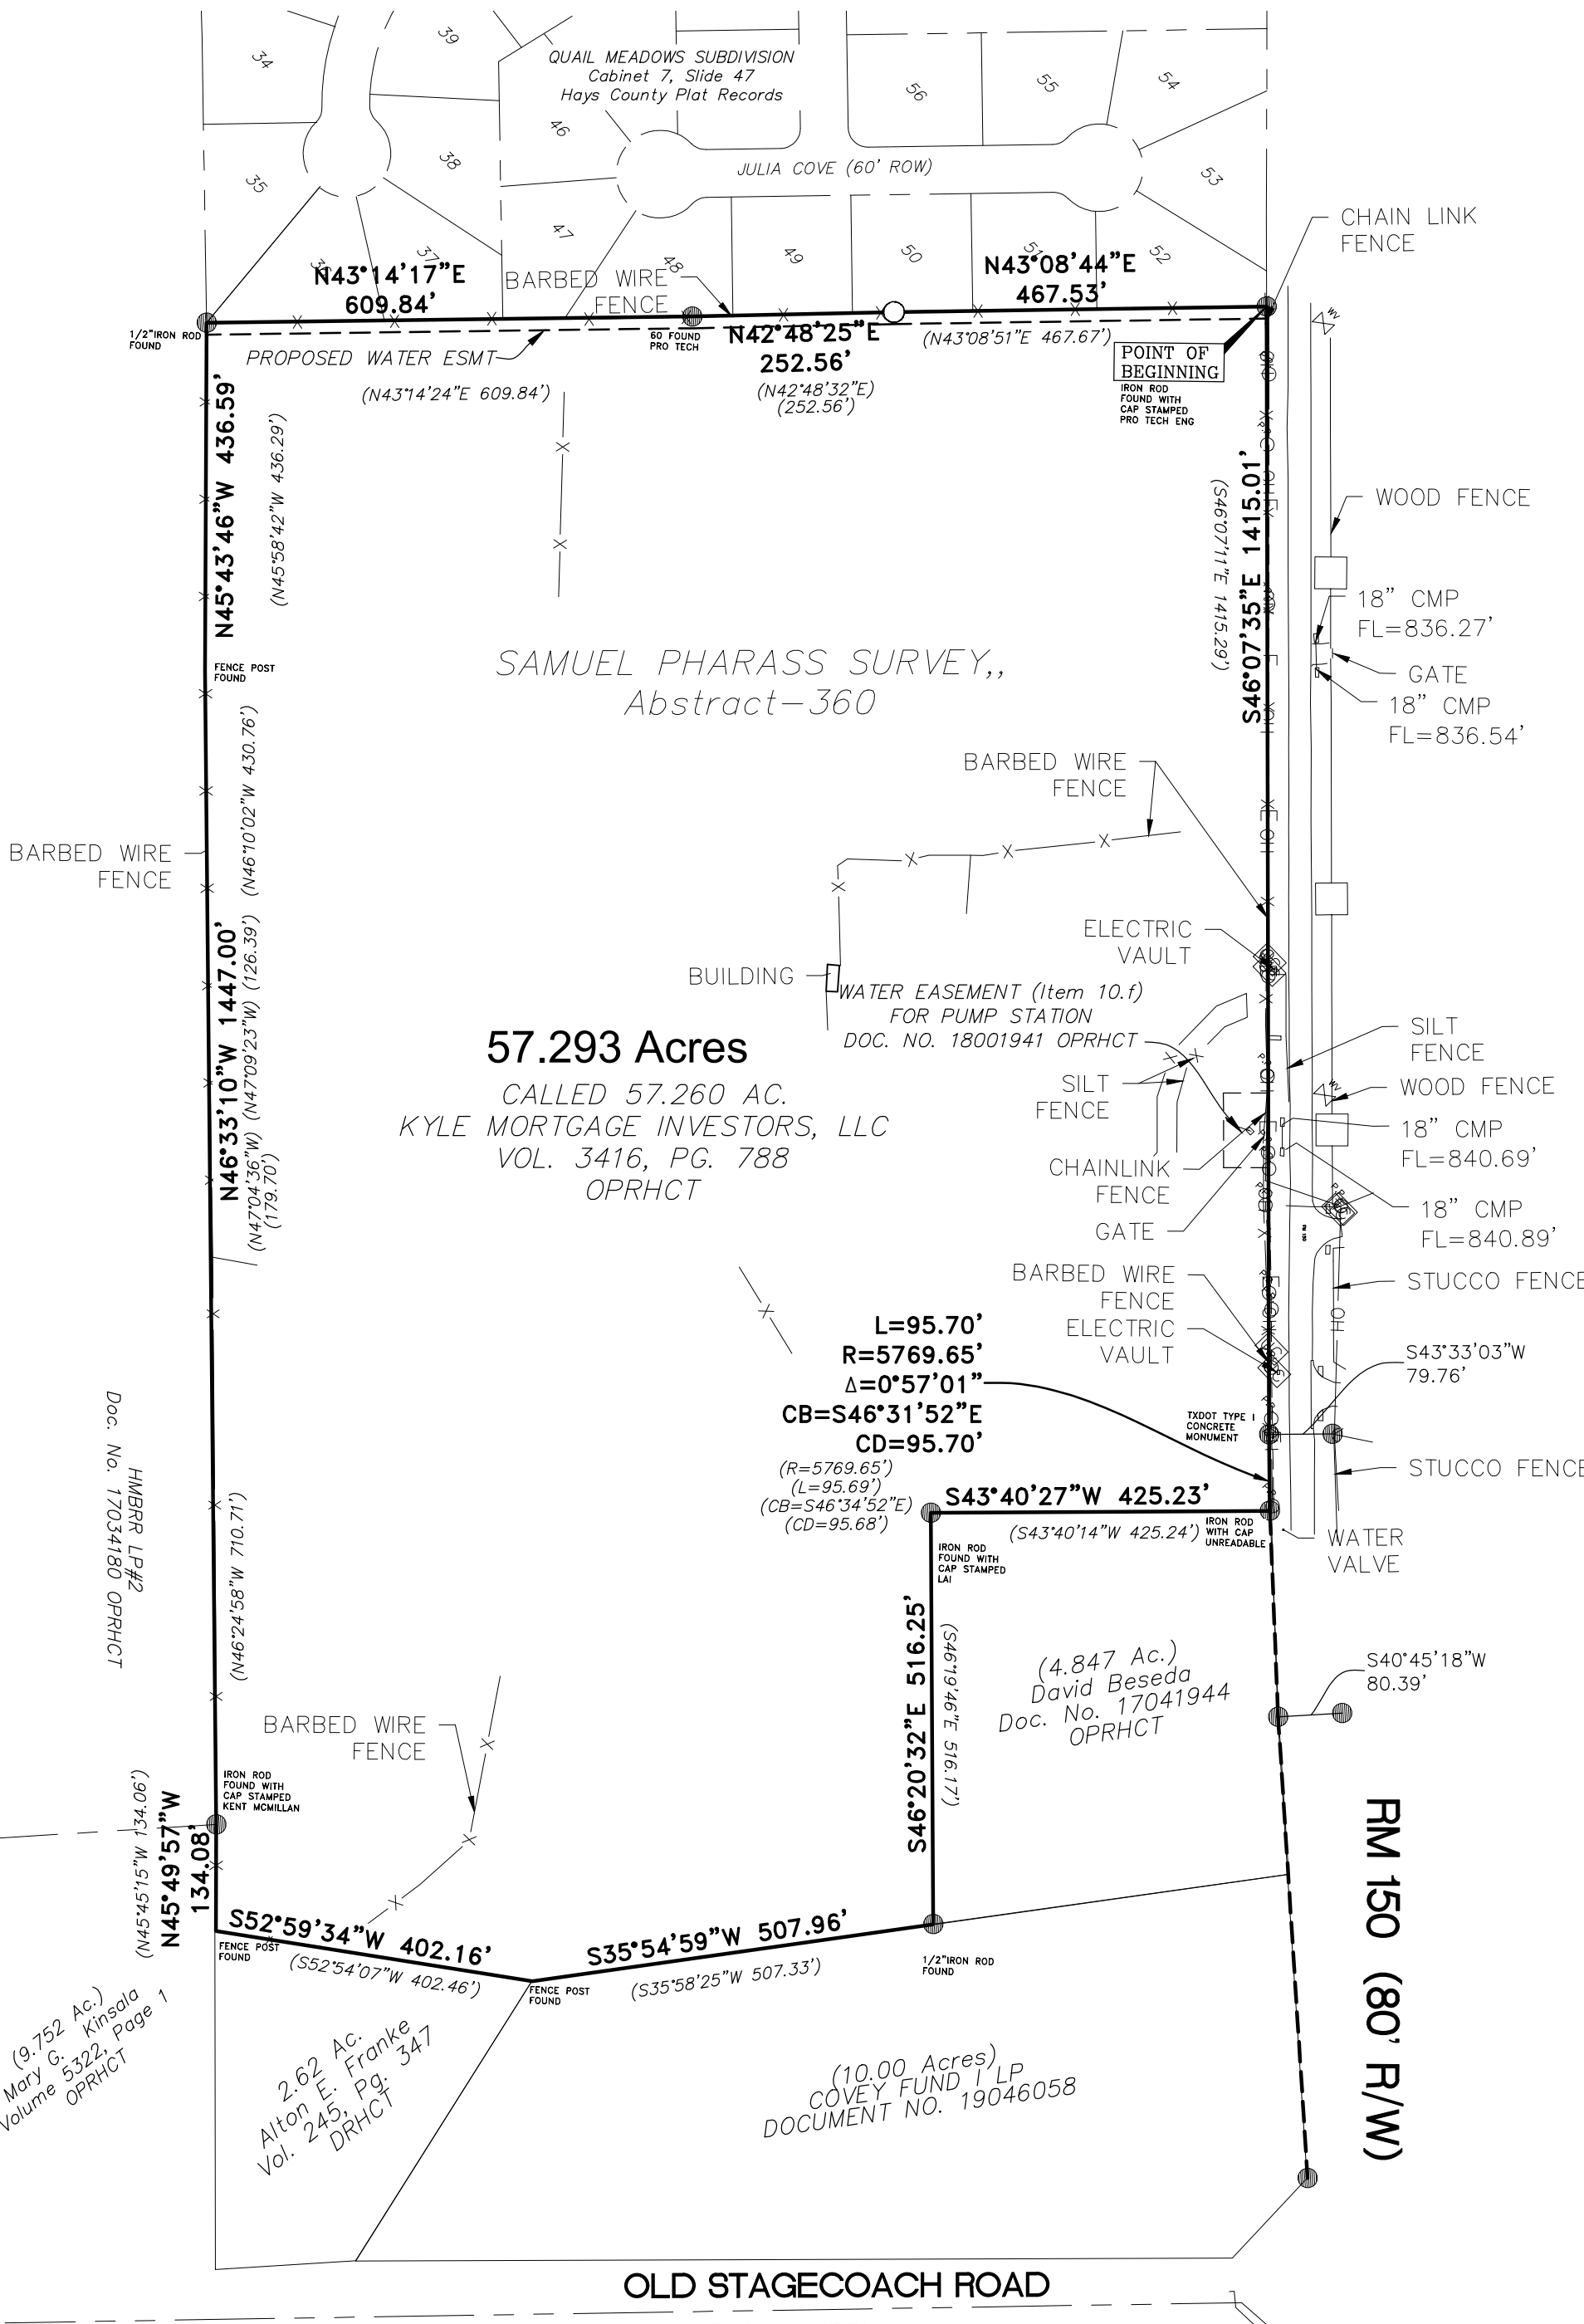 34
39
QUAIL MEADOWS SUBDIVISION
Cabinet 7, Slide 47
Hays County Plat Records
56
55
54
46
38
35
JULIA COVE (60' ROW)
53
47
37
36
48
49
50
51
52
CHAIN LINK
FENCE
N43°14'17"E
609.84'
BARBED WIRE
FENCE
N43°08'44"E
467.53'
1/2"IRON ROD
FOUND
PROPOSED WATER ESMT
60 FOUND
PRO TECH
N42°48'25"E
252.56'
(N43°08'51"E 467.67')
(N43°14'24"E 609.84')
(N42°48'32"E)
(252.56')
POINT OF
BEGINNING
IRON ROD
FOUND WITH
CAP STAMPED
PRO TECH ENG
WV
N45°43'46"W 436.59'
(N45°58'42"W 436.29')
(S46°07'11"E 1415.29')
S46°07'35"E 1415.01'
WOOD FENCE
18" CMP
FL=836.27'
GATE
18" CMP
FL=836.54'
FENCE POST
FOUND
SAMUEL PHARASS SURVEY,,
Abstract-360
(N46°10'02"W 430.76')
BARBED WIRE
FENCE
BARBED WIRE
FENCE
ELECTRIC
VAULT
BUILDING
WATER EASEMENT (Item 10.f)
FOR PUMP STATION
DOC. NO. 18001941 OPRHCT
N46°33'10"W 1447.00'
(N47°04'36"W) (N47°09'23"W) (126.39')
(179.70')
57.293 Acres
CALLED 57.260 AC.
KYLE MORTGAGE INVESTORS, LLC
VOL. 3416, PG. 788
OPRHCT
SILT
FENCE
SILT
FENCE
WV
WOOD FENCE
18" CMP
FL=840.69'
CHAINLINK
FENCE
GATE
18" CMP
FL=840.89'
BARBED WIRE
FENCE
ELECTRIC
VAULT
STUCCO FENCE
L=95.70'
R=5769.65'
Δ=0°57'01"
CB=S46°31'52"E
CD=95.70'
(R=5769.65')
(L=95.69')
(CB=S46°34'52"E)
(CD=95.68')
S43°33'03"W
79.76'
TXDOT TYPE I
CONCRETE
MONUMENT
STUCCO FENCE
Doc. No. 17034180 OPRHCT
HMBRR LP#2
(N46°24'58"W 710.71')
S43°40'27"W 425.23'
(S43°40'14"W 425.24')
IRON ROD
WITH CAP
UNREADABLE
WATER
VALVE
IRON ROD
FOUND WITH
CAP STAMPED
LAI
S46°20'32"E 516.25'
(S46°19'46"E 516.17')
(4.847 Ac.)
David Beseda
Doc. No. 17041944
OPRHCT
S40°45'18"W
80.39'
BARBED WIRE
FENCE
IRON ROD
FOUND WITH
CAP STAMPED
KENT MCMILLAN
(N45°45'15"W 134.06')
N45°49'57"W
134.08'
RM 150 (80' R/W)
S52°59'34"W 402.16'
(S52°54'07"W 402.46')
FENCE POST
FOUND
S35°54'59"W 507.96'
(S35°58'25"W 507.33')
FENCE POST
FOUND
1/2"IRON ROD
FOUND
(9.752 Ac.)
Mary G. Kinsala
Volume 5322, Page 1
OPRHCT
2.62 Ac.
Alton E. Franke
Vol. 245, Pg. 347
DRHCT
(10.00 Acres)
COVEY FUND I LP
DOCUMENT NO. 19046058
OLD STAGECOACH ROAD